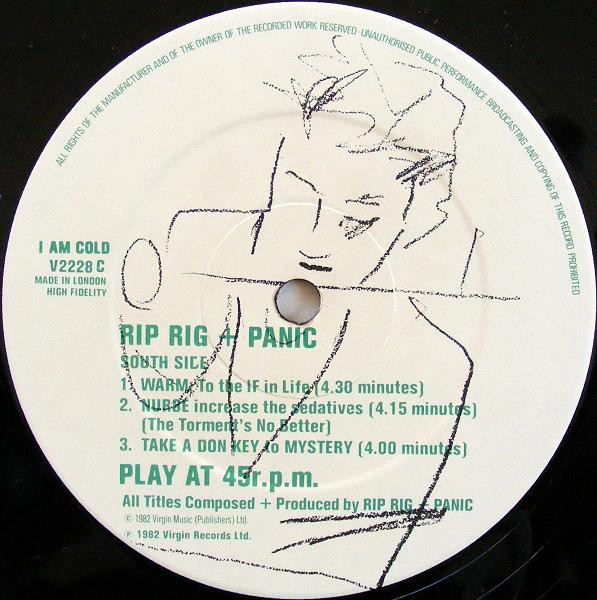 ALL RIGHTS OF THE MANUFACTURER AND OF THE OWNER OF THE RECORDED WORK RESERVED · UNAUTHORISED PUBLIC PERFORMANCE BROADCASTING AND COPYING OF THIS RECORD PROHIBITED
I AM COLD
V2228 C
MADE IN LONDON
HIGH FIDELITY
RIP RIG + PANIC
SOUTH SIDE
1. WARM: To the IF in Life (4.30 minutes)
2. NURSE increase the sedatives (4.15 minutes)
(The Torment's No Better)
3. TAKE A DON KEY to MYSTERY (4.00 minutes)
PLAY AT 45r.p.m.
All Titles Composed + Produced by RIP RIG + PANIC
© 1982 Virgin Music (Publishers) Ltd.
℗ 1982 Virgin Records Ltd.